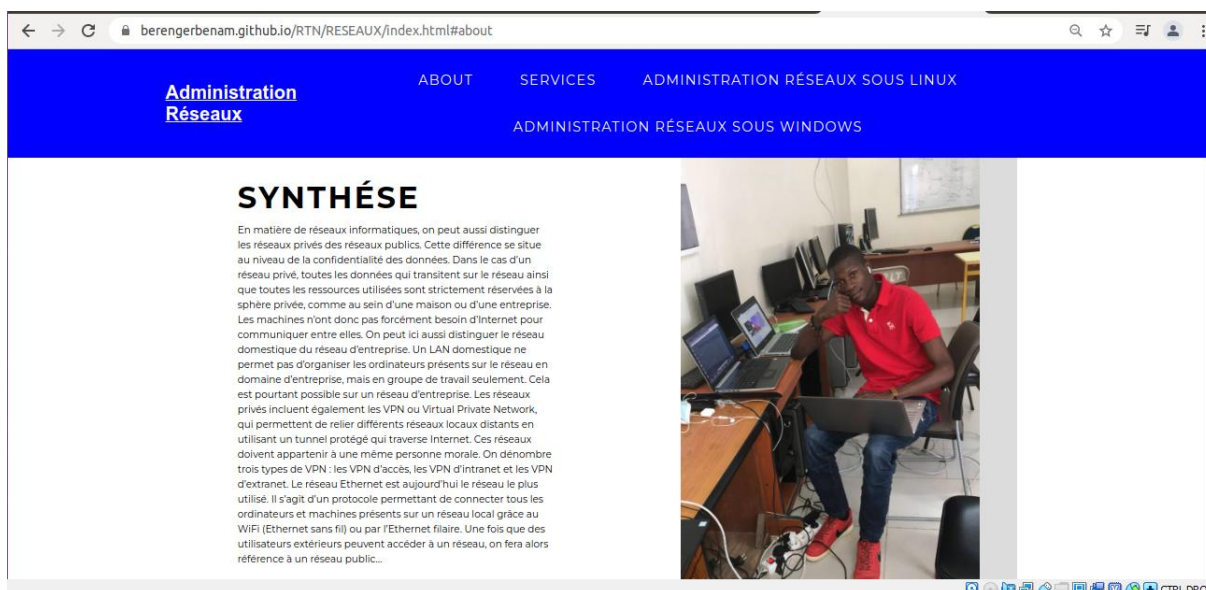 berengerbenam.github.io/RTN/RESEAUX/index.html#about
Administration
Réseaux
ABOUT SERVICES ADMINISTRATION RÉSEAUX SOUS LINUX
ADMINISTRATION RÉSEAUX SOUS WINDOWS
SYNTHÉSE
En matière de réseaux informatiques, on peut aussi distinguer
les réseaux privés des réseaux publics. Cette différence se situe
au niveau de la confidentialité des données. Dans le cas d'un
réseau privé, toutes les données qui transitent sur le réseau ainsi
que toutes les ressources utilisées sont strictement réservées à la
sphère privée, comme au sein d'une maison ou d'une entreprise.
Les machines n'ont donc pas forcément besoin d'Internet pour
communiquer entre elles. On peut ici aussi distinguer le réseau
domestique du réseau d'entreprise. Un LAN domestique ne
permet pas d'organiser les ordinateurs présents sur le réseau en
domaine d'entreprise, mais en groupe de travail seulement. Cela
est pourtant possible sur un réseau d'entreprise. Les réseaux
privés incluent également les VPN ou Virtual Private Network,
qui permettent de relier différents réseaux locaux distants en
utilisant un tunnel protégé qui traverse Internet. Ces réseaux
doivent appartenir à une même personne morale. On dénombre
trois types de VPN : les VPN d'accès, les VPN d'intranet et les VPN
d'extranet. Le réseau Ethernet est aujourd'hui le réseau le plus
utilisé. Il s'agit d'un protocole permettant de connecter tous les
ordinateurs et machines présents sur un réseau local grâce au
WiFi (Ethernet sans fil) ou par l'Ethernet filaire. Une fois que des
utilisateurs extérieurs peuvent accéder à un réseau, on fera alors
référence à un réseau public...